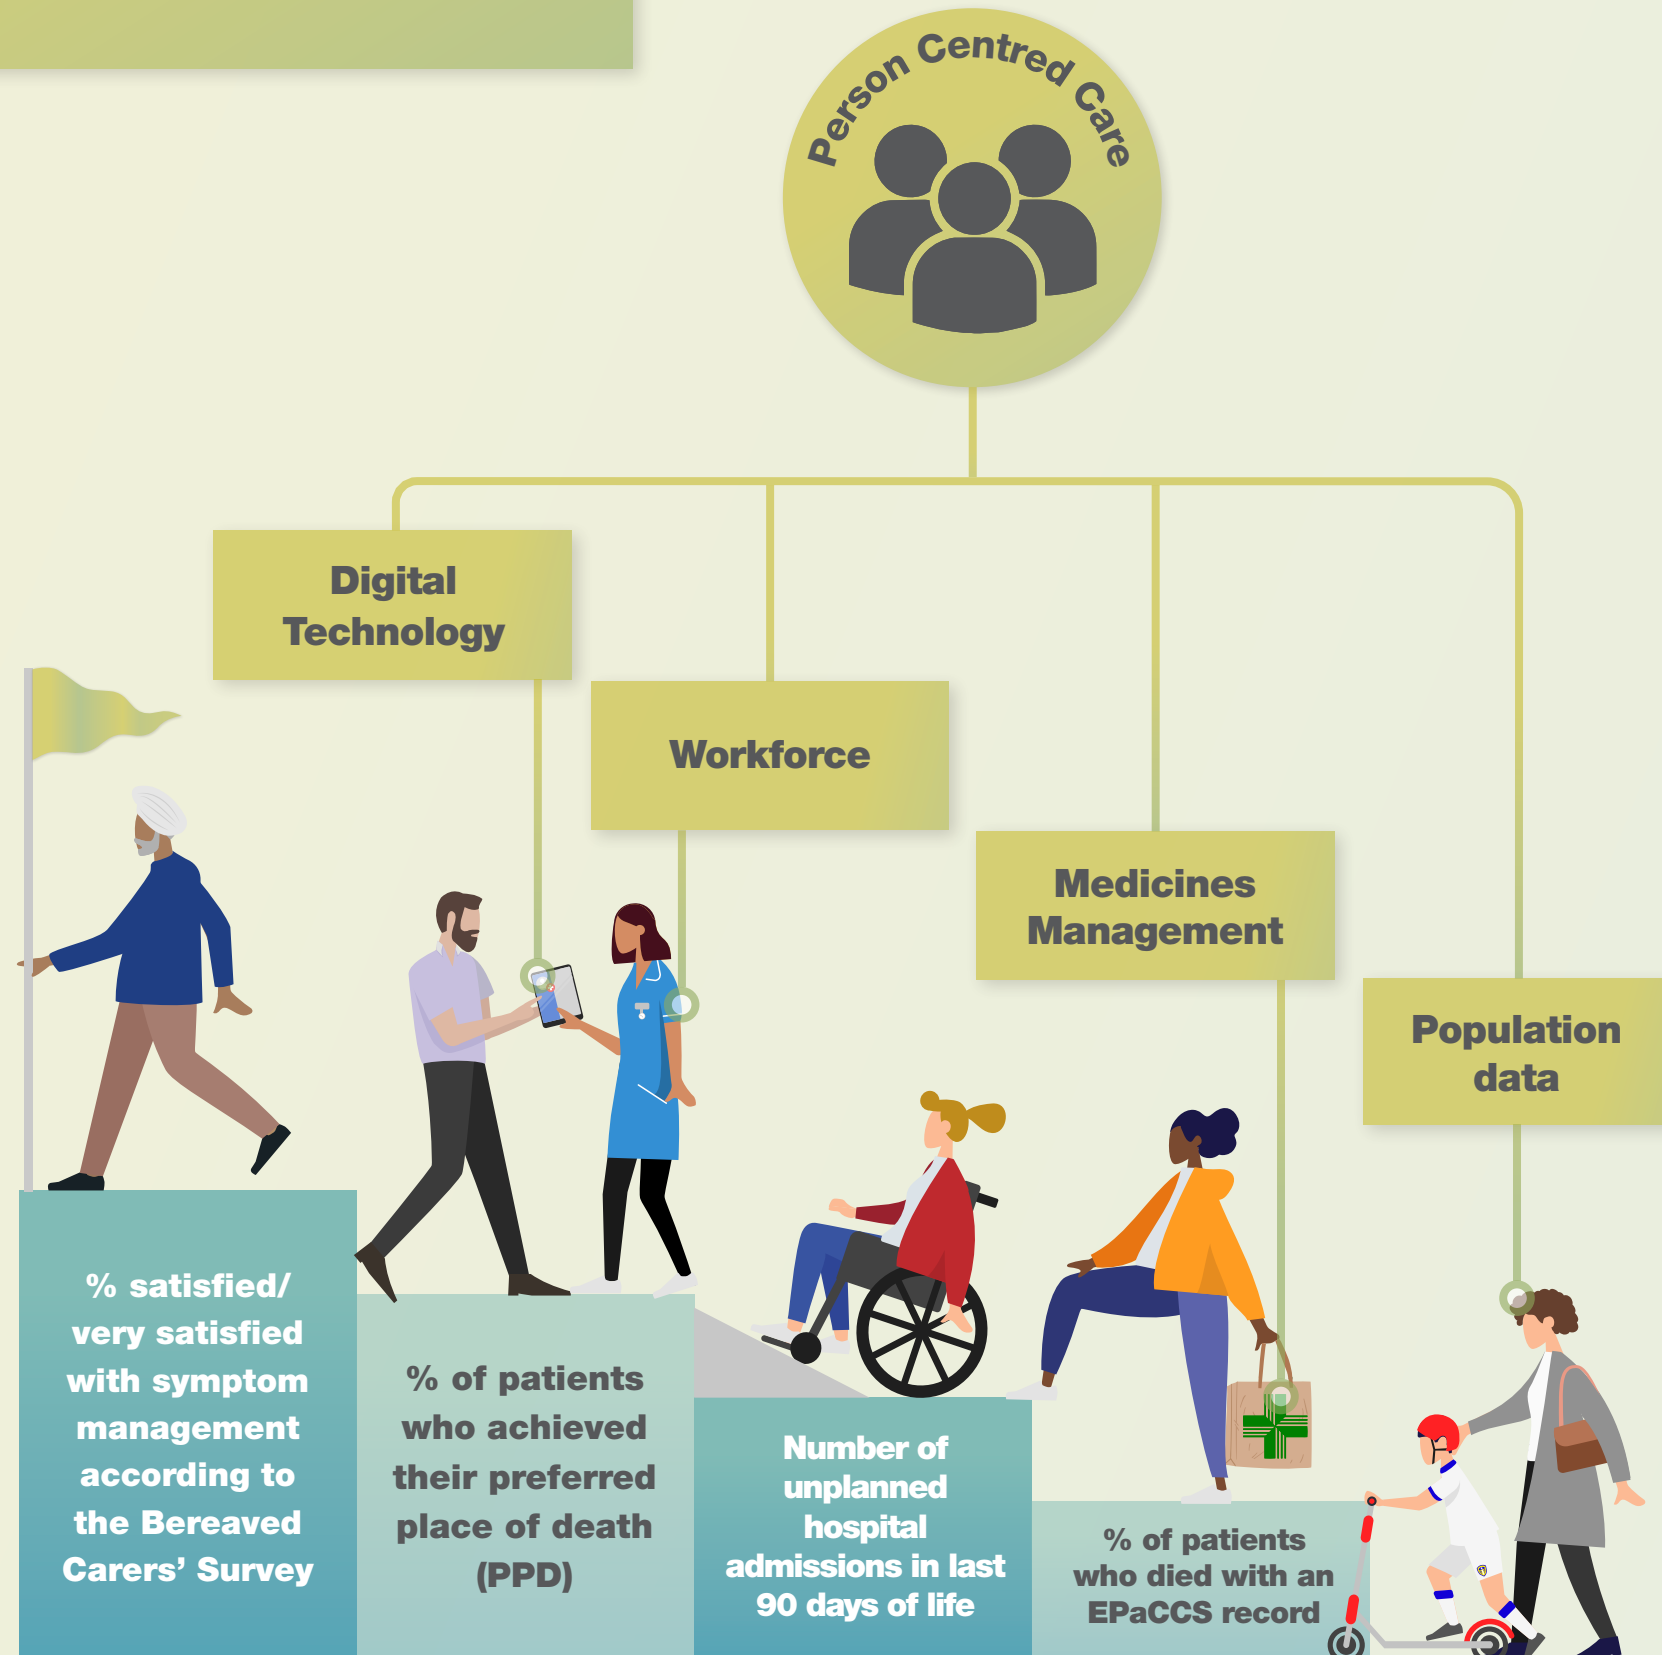 Person Centred Care
Digital
Technology
Workforce
Medicines
Management
Population
data
% satisfied/
very satisfied
with symptom
management
according to
the Bereaved
Carers’ Survey
% of patients
who achieved
their preferred
place of death
(PPD)
Number of
unplanned
hospital
admissions in last
90 days of life
% of patients
who died with an
EPaCCS record